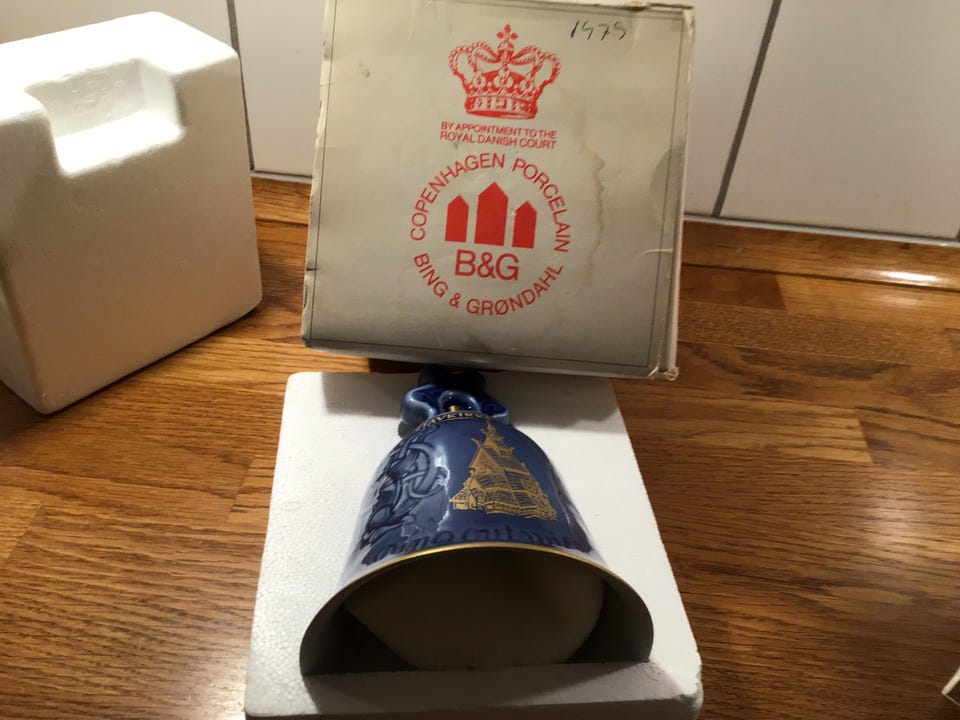 1979
BY APPOINTMENT TO THE
ROYAL DANISH COURT
COPENHAGEN PORCELAIN
B&G
BING & GRØNDAHL